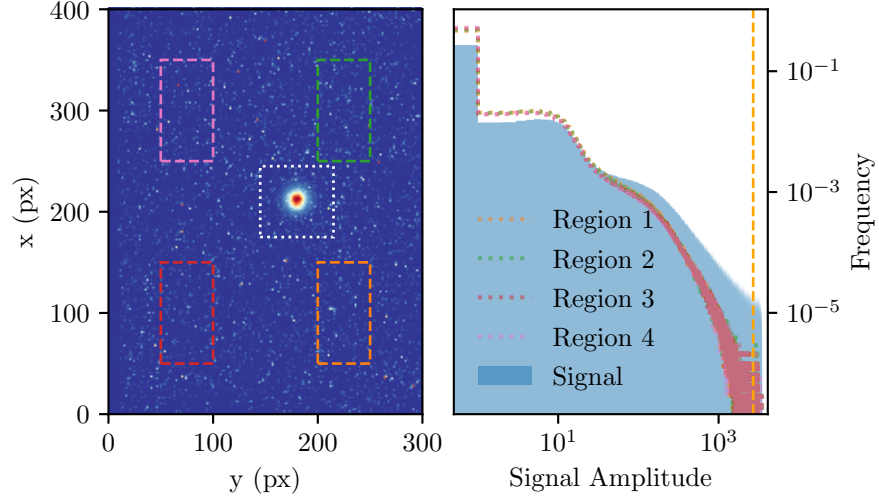 400
300
200
100
0
x (px)
0
100
200
300
y (px)
Region 1
Region 2
Region 3
Region 4
Signal
10^1
10^3
Signal Amplitude
10^-1
10^-3
10^-5
Frequency